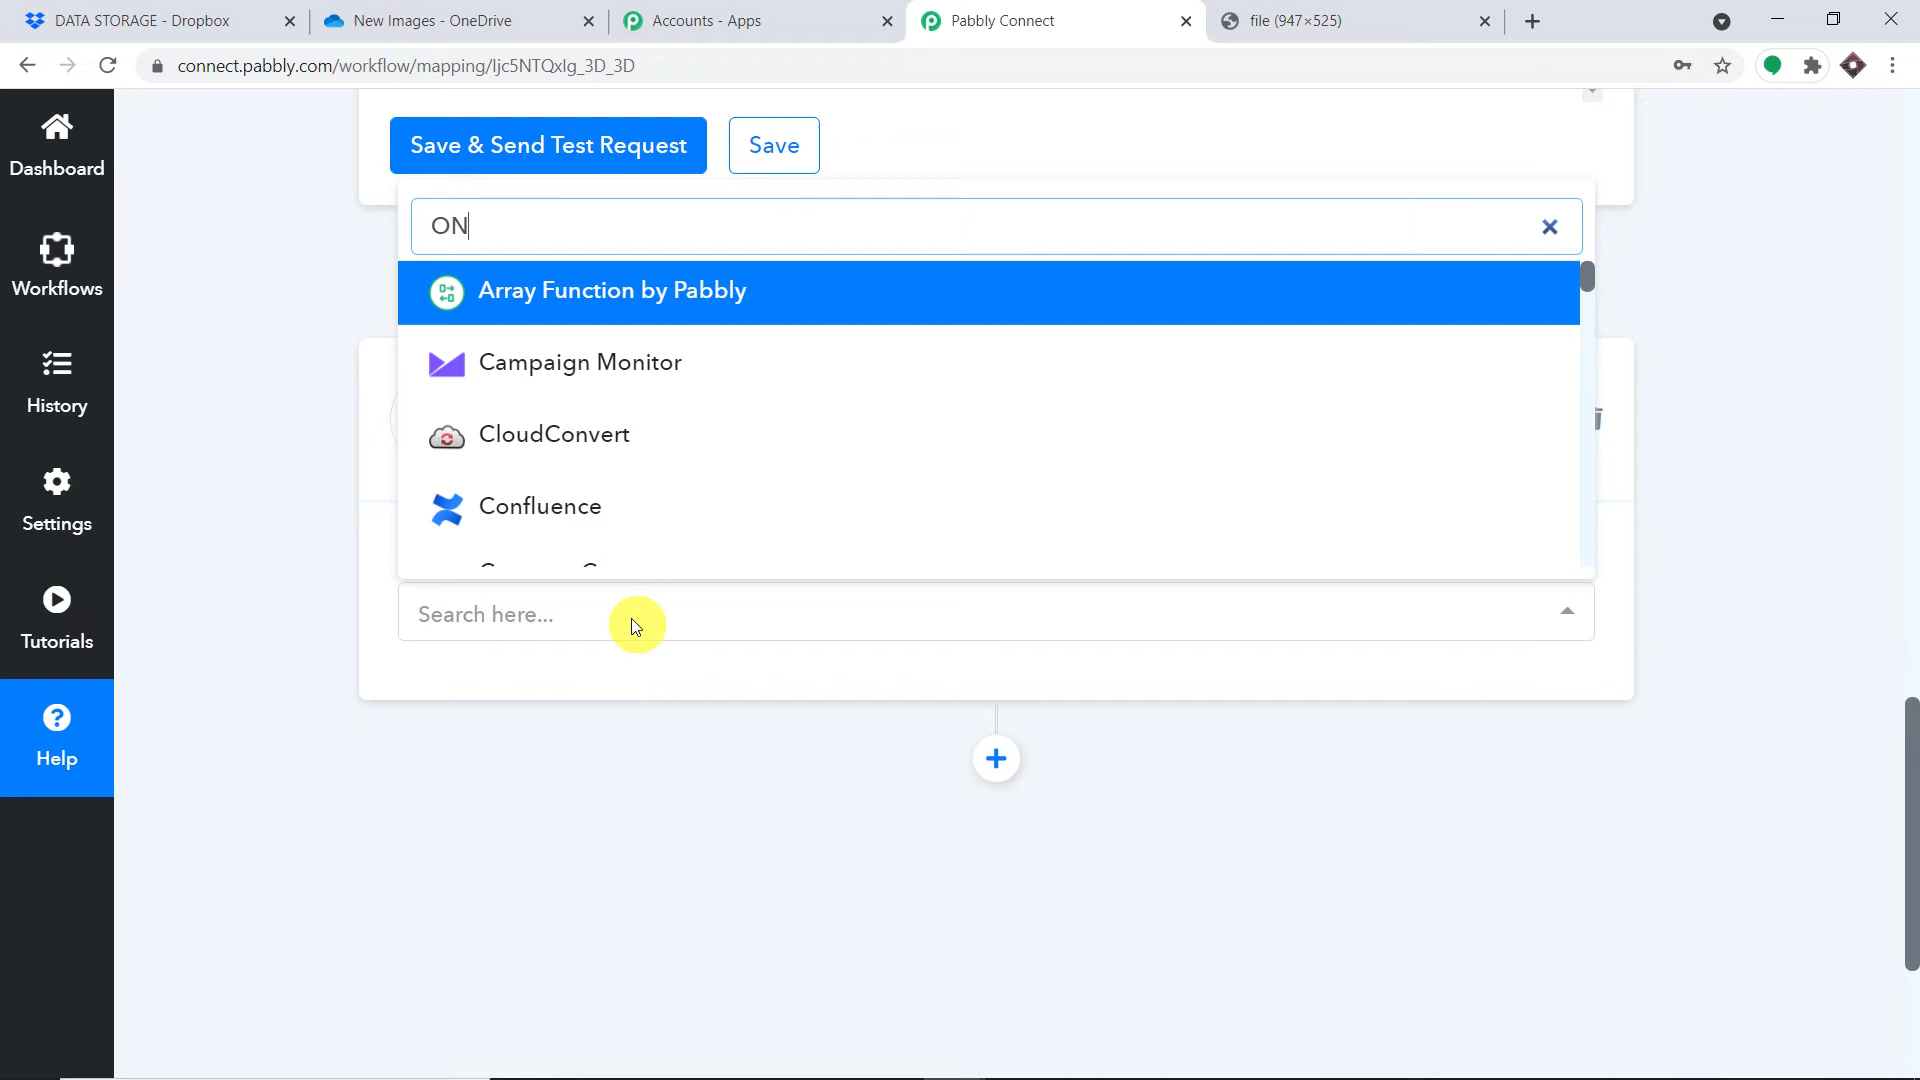 DATA STORAGE - Dropbox
New Images - OneDrive
Accounts - Apps
Pabbly Connect
file (947×525)
connect.pabbly.com/workflow/mapping/Ijc5NTQxIg_3D_3D
Dashboard
Workflows
History
Settings
Tutorials
Help
Save & Send Test Request
Save
ON
Array Function by Pabbly
Campaign Monitor
CloudConvert
Confluence
Search here...